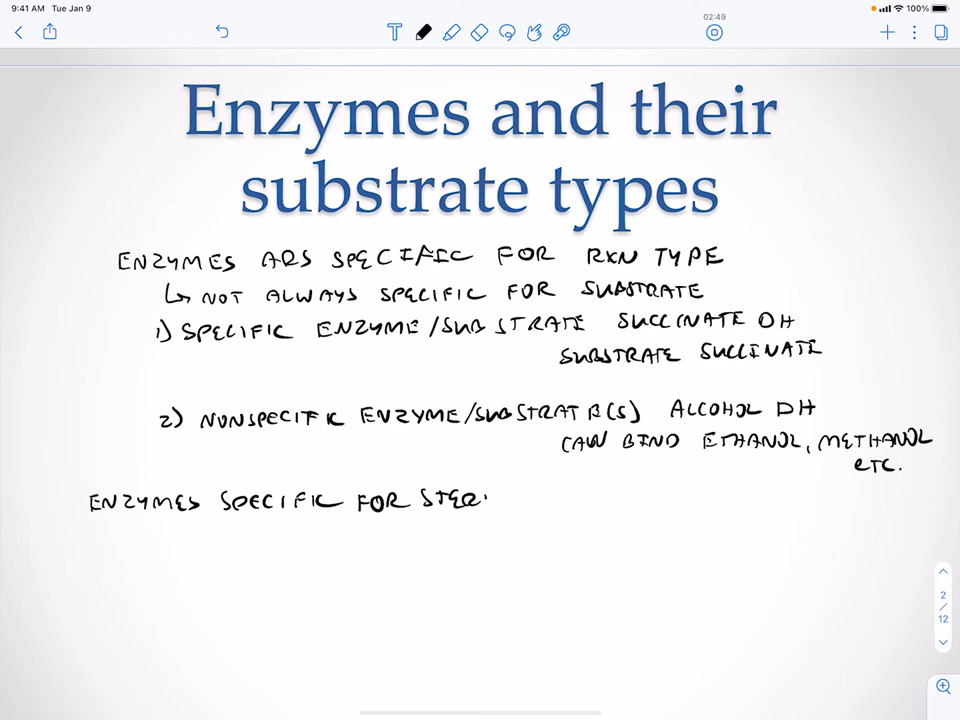 9:41 AM Tue Jan 9
02:49
100%
T
Enzymes and their
substrate types
ENZYMES ARS SPECIFIC FOR RXN TYPE
↳ NOT ALWAYS SPECIFIC FOR SUBSTRATE
1) SPECIFIC ENZYME/SUBSTRATE SUCCINATE DH
SUBSTRATE SUCCINATE
2) NONSPECIFIC ENZYME/SUBSTRATE(S) ALCOHOL DH
CAN BIND ETHANOL, METHANOL
ETC.
ENZYMES SPECIFIC FOR STER
2
/
12